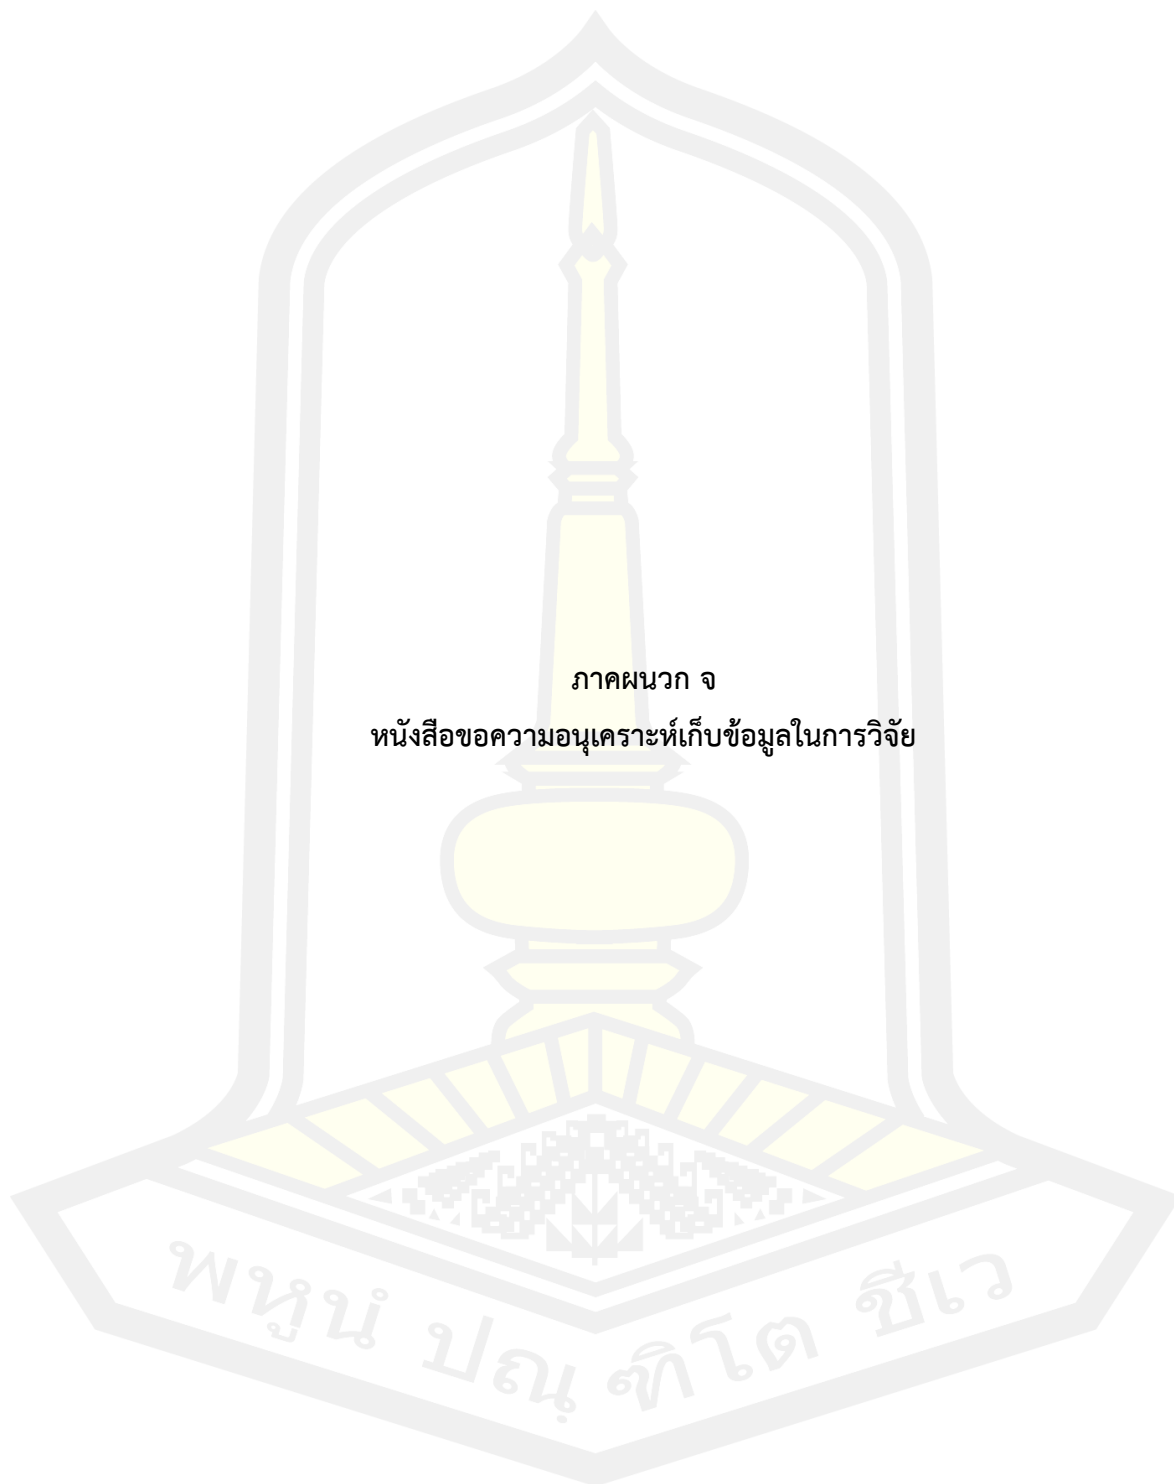 ภาคผนวก จ
หนังสือขอความอนุเคราะห์เก็บข้อมูลในการวิจัย
พหูนํ ปณฺฑิโต ชีเว